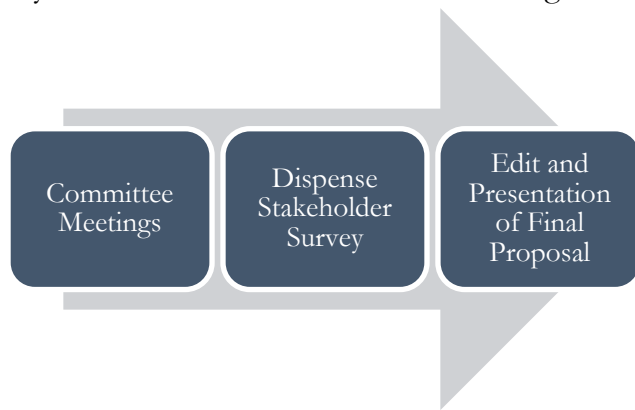 Committee
Meetings
Dispense
Stakeholder
Survey
Edit and
Presentation
of Final
Proposal